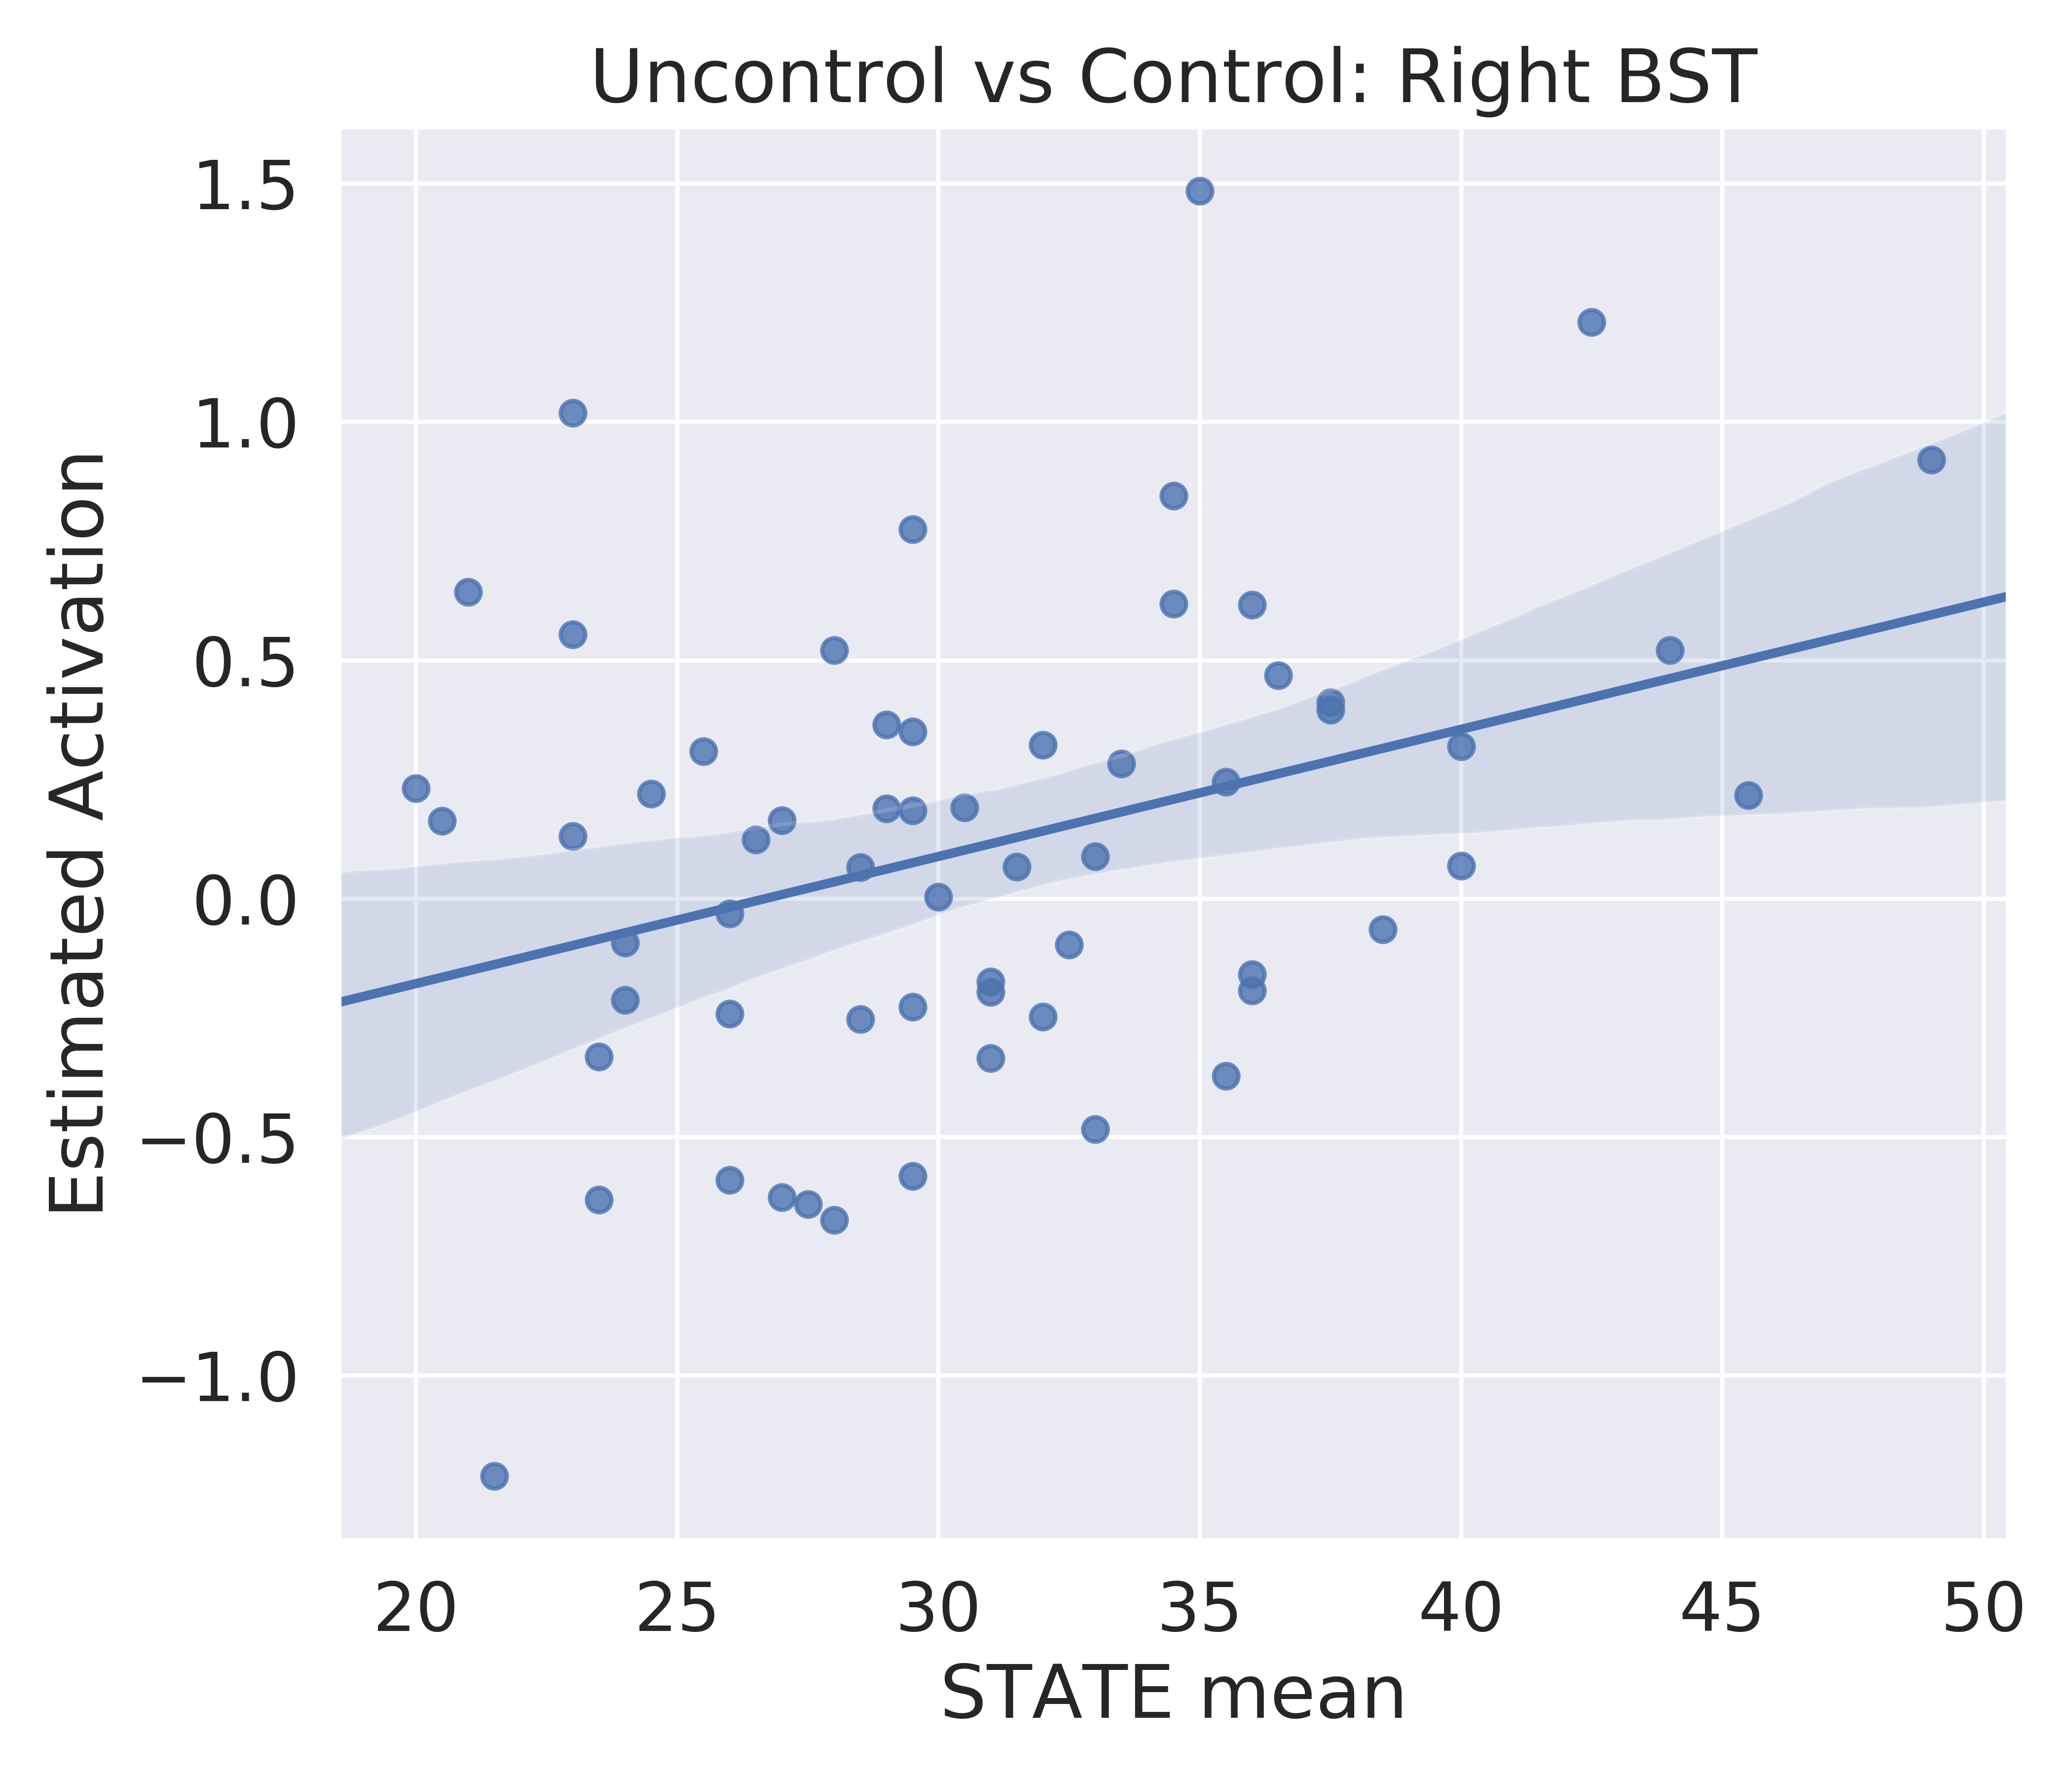 Uncontrol vs Control: Right BST
Estimated Activation
1.5
1.0
0.5
0.0
−0.5
−1.0
20 25 30 35 40 45 50
STATE mean